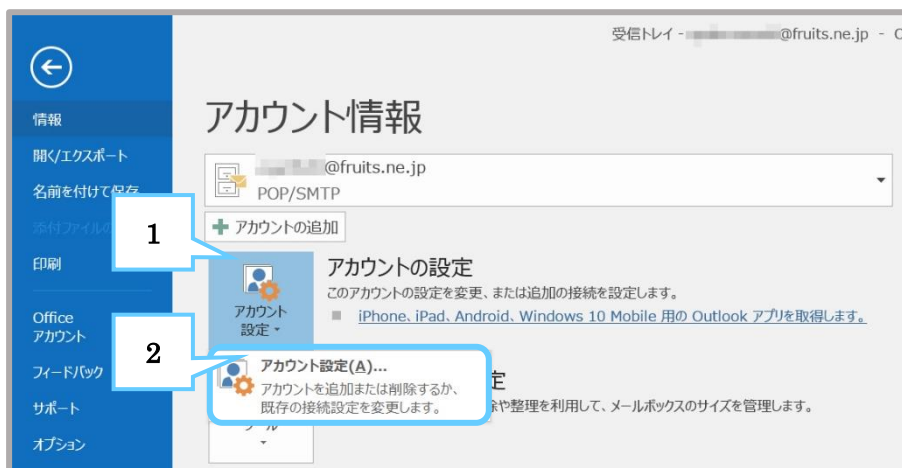 受信トレイ - @fruits.ne.jp - O
情報
開く/エクスポート
名前を付けて保存
添付ファイルの
印刷
Office
アカウント
フィードバック
サポート
オプション
アカウント情報
@fruits.ne.jp
POP/SMTP
アカウントの追加
1
アカウント
設定
アカウントの設定
このアカウントの設定を変更、または追加の接続を設定します。
iPhone、iPad、Android、Windows 10 Mobile 用の Outlook アプリを取得します。
2
アカウント設定(A)...
アカウントを追加または削除するか、
既存の接続設定を変更します。
定
や整理を利用して、メールボックスのサイズを管理します。
ツール